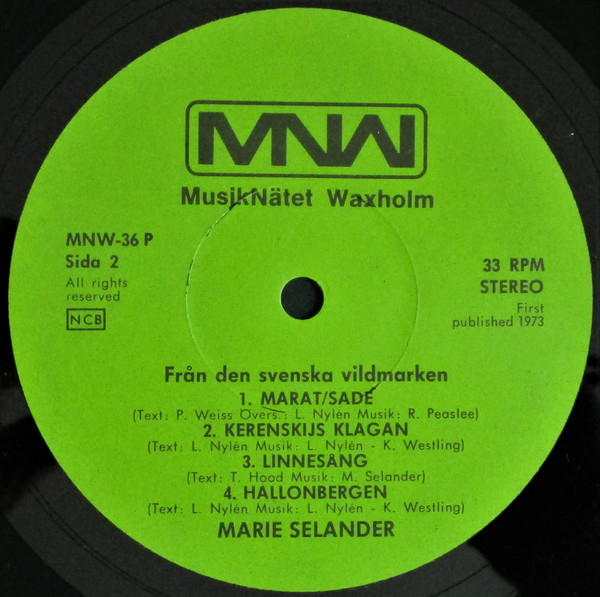 MNW
MusikNätet Waxholm
MNW-36 P
Sida 2
All rights
reserved
NCB
33 RPM
STEREO
First
published 1973
Från den svenska vildmarken
1. MARAT/SADE
(Text: P. Weiss Övers.: L. Nylén Musik: R. Peaslee)
2. KERENSKIJS KLAGAN
(Text: L. Nylén Musik: L. Nylén - K. Westling)
3. LINNESÅNG
(Text: T. Hood Musik: M. Selander)
4. HALLONBERGEN
(Text: L. Nylén Musik: L. Nylén - K. Westling)
MARIE SELANDER